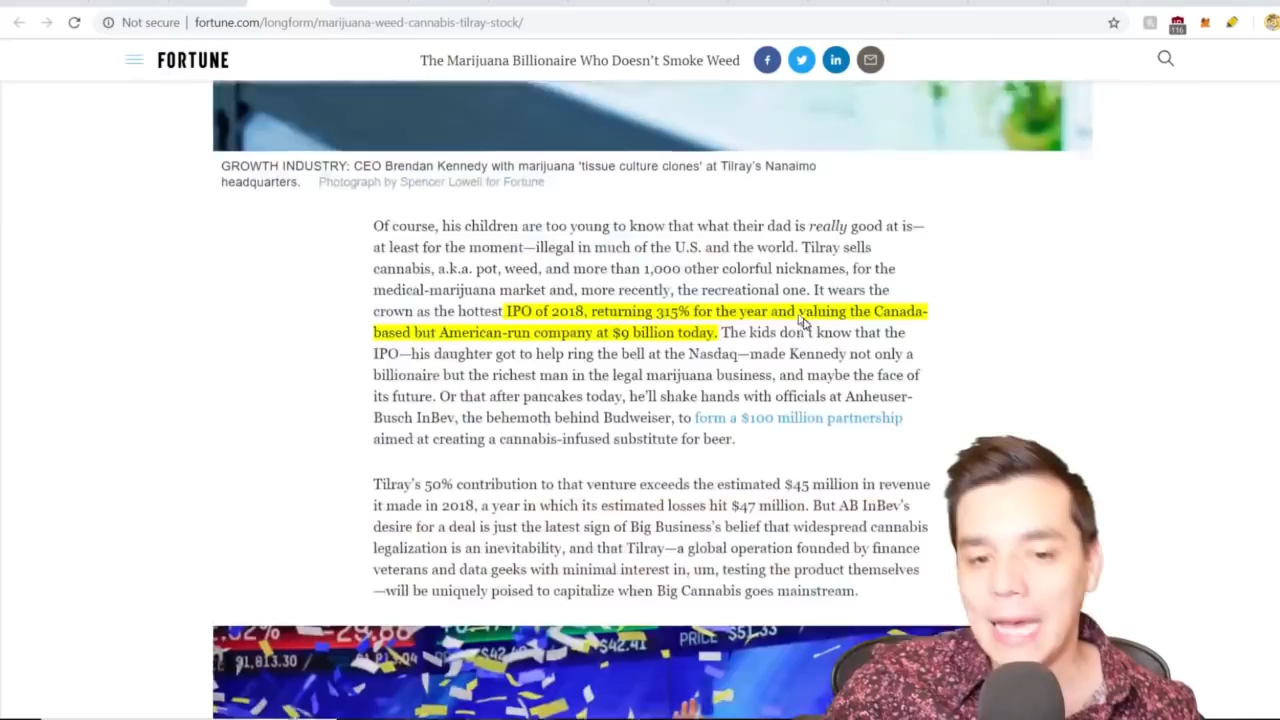 Not secure
fortune.com/longform/marijuana-weed-cannabis-tilray-stock/
116
FORTUNE
The Marijuana Billionaire Who Doesn't Smoke Weed
GROWTH INDUSTRY: CEO Brendan Kennedy with marijuana 'tissue culture clones' at Tilray's Nanaimo
headquarters. Photograph by Spencer Lowell for Fortune
Of course, his children are too young to know that what their dad is really good at is—
at least for the moment—illegal in much of the U.S. and the world. Tilray sells
cannabis, a.k.a. pot, weed, and more than 1,000 other colorful nicknames, for the
medical-marijuana market and, more recently, the recreational one. It wears the
crown as the hottest IPO of 2018, returning 315% for the year and valuing the Canada-
based but American-run company at $9 billion today. The kids don't know that the
IPO—his daughter got to help ring the bell at the Nasdaq—made Kennedy not only a
billionaire but the richest man in the legal marijuana business, and maybe the face of
its future. Or that after pancakes today, he'll shake hands with officials at Anheuser-
Busch InBev, the behemoth behind Budweiser, to form a $100 million partnership
aimed at creating a cannabis-infused substitute for beer.
Tilray's 50% contribution to that venture exceeds the estimated $45 million in revenue
it made in 2018, a year in which its estimated losses hit $47 million. But AB InBev's
desire for a deal is just the latest sign of Big Business's belief that widespread cannabis
legalization is an inevitability, and that Tilray—a global operation founded by finance
veterans and data geeks with minimal interest in, um, testing the product themselves
—will be uniquely poised to capitalize when Big Cannabis goes mainstream.
PRICE $51.33
$42.41